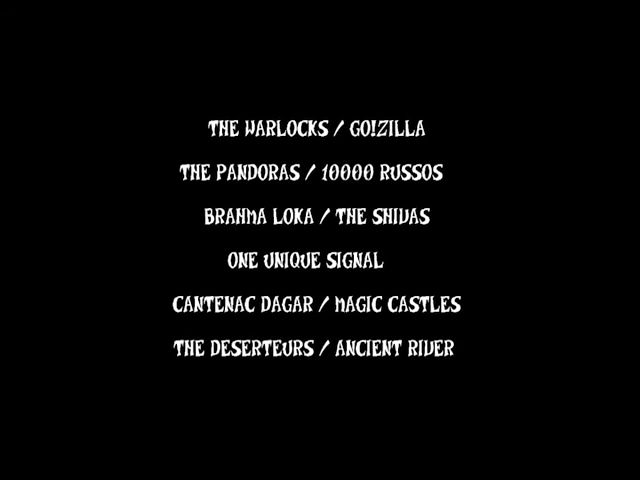 THE WARLOCKS / GO!ZILLA
THE PANDORAS / 10000 RUSSOS
BRAHMA LOKA / THE SHIVAS
ONE UNIQUE SIGNAL
CANTENAC DAGAR / MAGIC CASTLES
THE DESERTEURS / ANCIENT RIVER